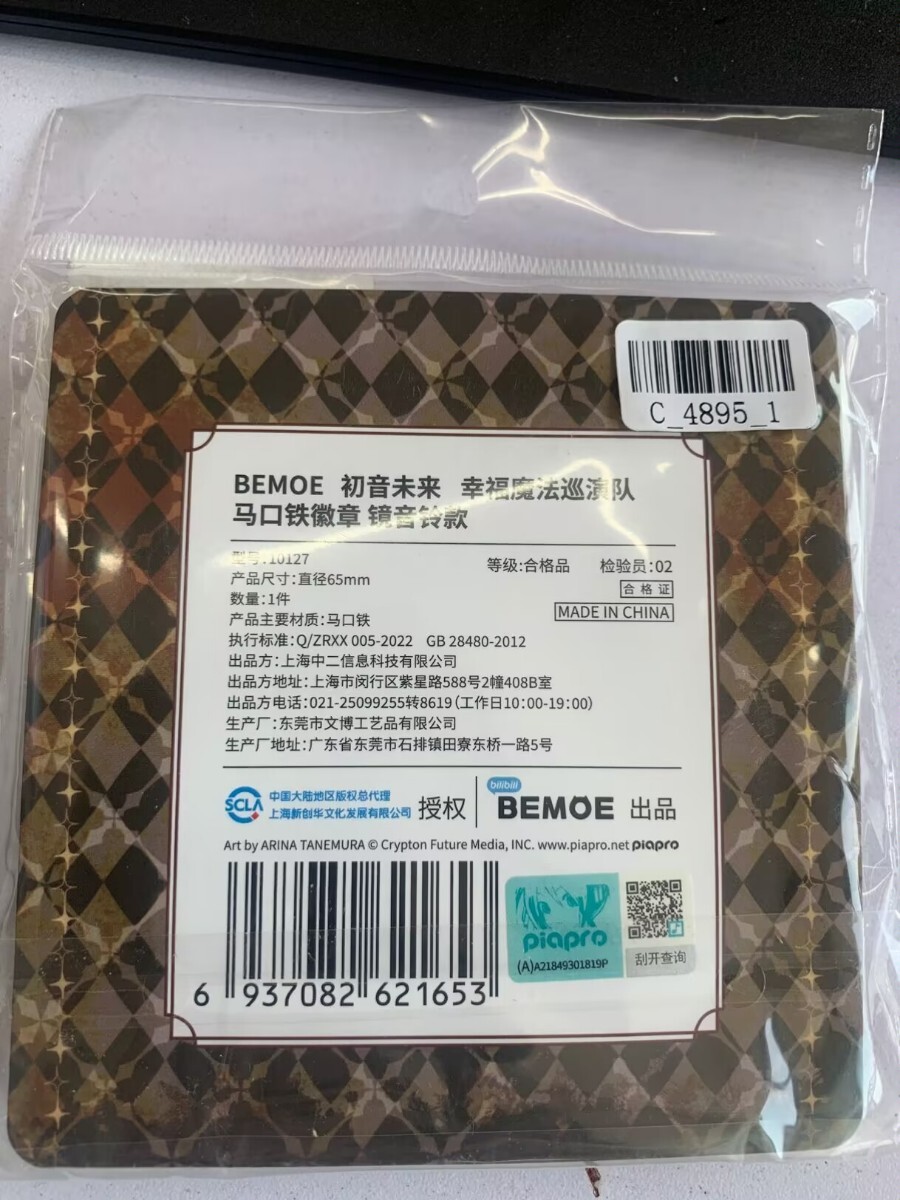 C_4895_1
BEMOE 初音未来 幸福魔法巡演队
马口铁徽章 镜音铃款
型号:10127
等级:合格品 检验员:02
产品尺寸:直径65mm
合格证
数量:1件
MADE IN CHINA
产品主要材质:马口铁
执行标准:Q/ZRXX 005-2022 GB 28480-2012
出品方:上海中二信息科技有限公司
出品方地址:上海市闵行区紫星路588号2幢408B室
出品方电话:021-25099255转8619(工作日10:00-19:00)
生产厂:东莞市文博工艺品有限公司
生产厂地址:广东省东莞市石排镇田寮东桥一路5号
SCLA 中国大陆地区版权总代理
上海新创华文化发展有限公司 授权
bilibili
BEMOE 出品
Art by ARINA TANEMURA © Crypton Future Media, INC. www.piapro.net piapro
piapro
(A)A21849301819P
刮开查询
6 937082 621653